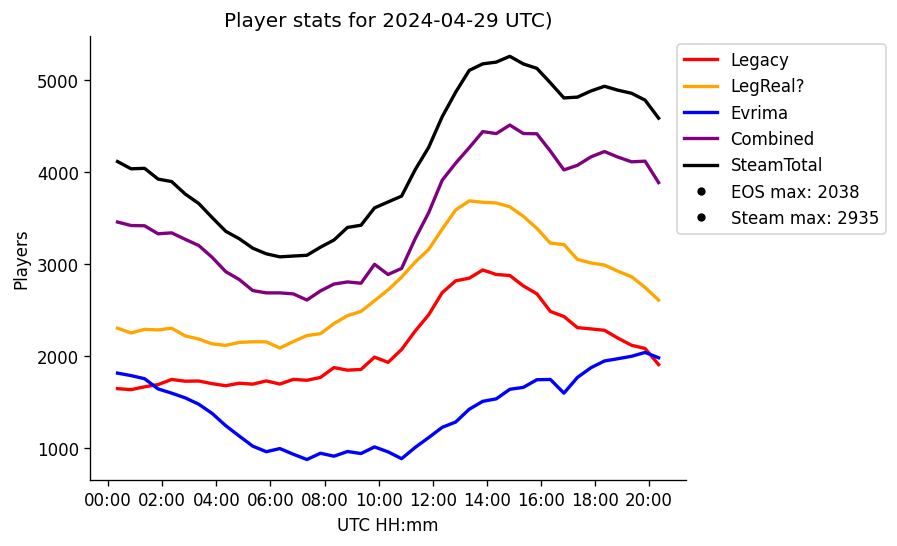 Player stats for 2024-04-29 UTC)
Players
5000
4000
3000
2000
1000
00:00 02:00 04:00 06:00 08:00 10:00 12:00 14:00 16:00 18:00 20:00
UTC HH:mm
Legacy
LegReal?
Evrima
Combined
SteamTotal
EOS max: 2038
Steam max: 2935